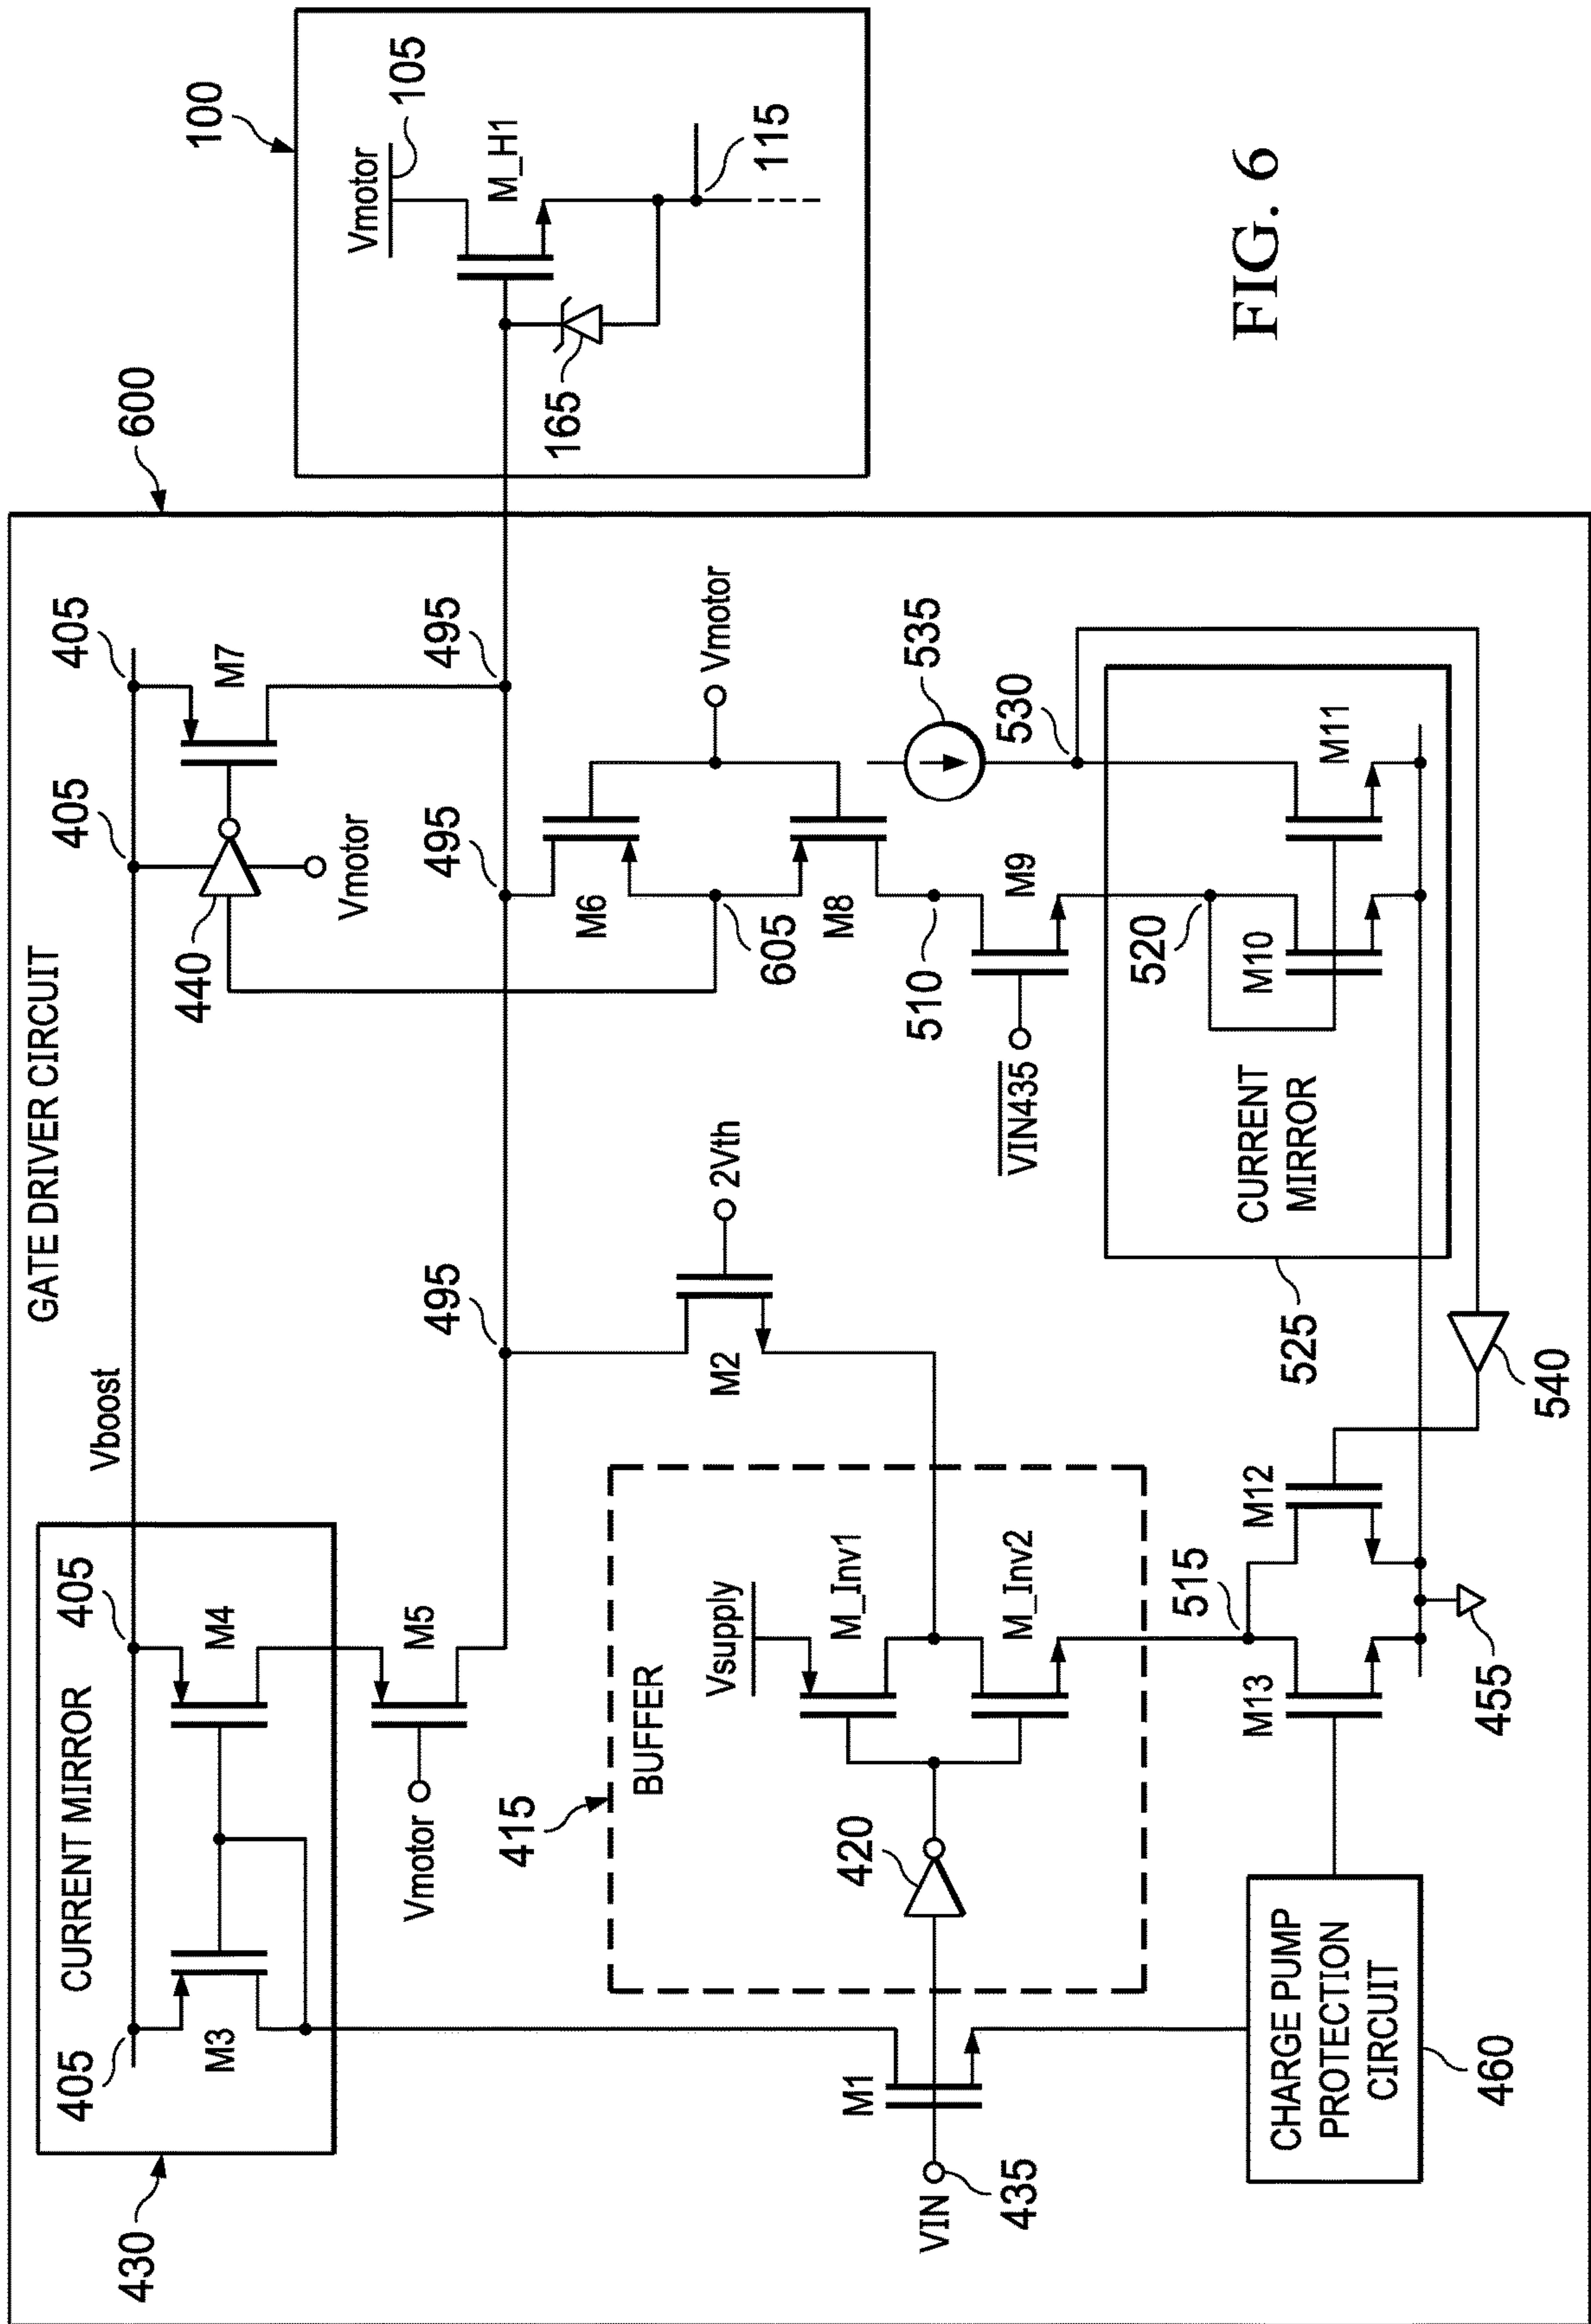 GATE DRIVER CIRCUIT
600
100
430
CURRENT MIRROR
405
M3
405
M4
Vboost
405
440
Vmotor
405
M7
Vmotor
105
M_H1
165
115
Vmotor
M5
495
495
495
M6
Vmotor
605
M8
415
BUFFER
Vsupply
M_Inv1
M_Inv2
420
M2
2Vth
510
M9
VIN435
535
530
VIN
435
M1
520
M10
M11
CURRENT
MIRROR
525
515
M13
M12
455
540
CHARGE PUMP
PROTECTION
CIRCUIT
460
FIG. 6